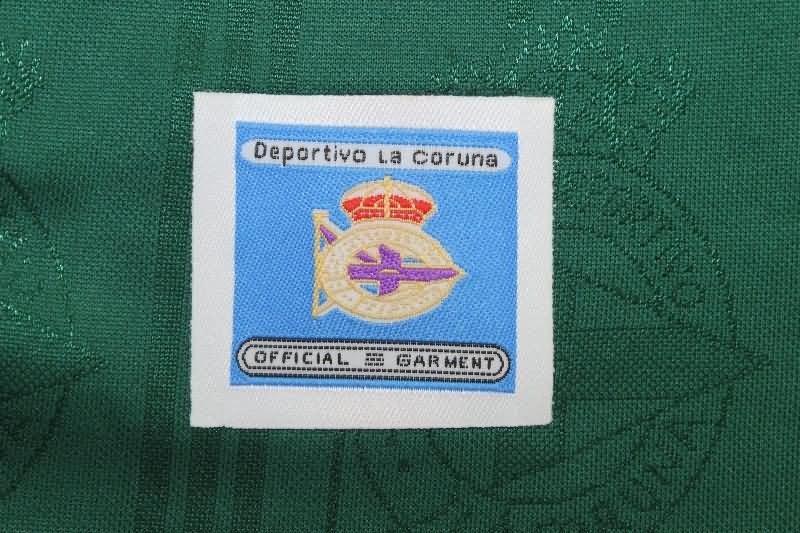 Deportivo La Coruna
OFFICIAL GARMENT